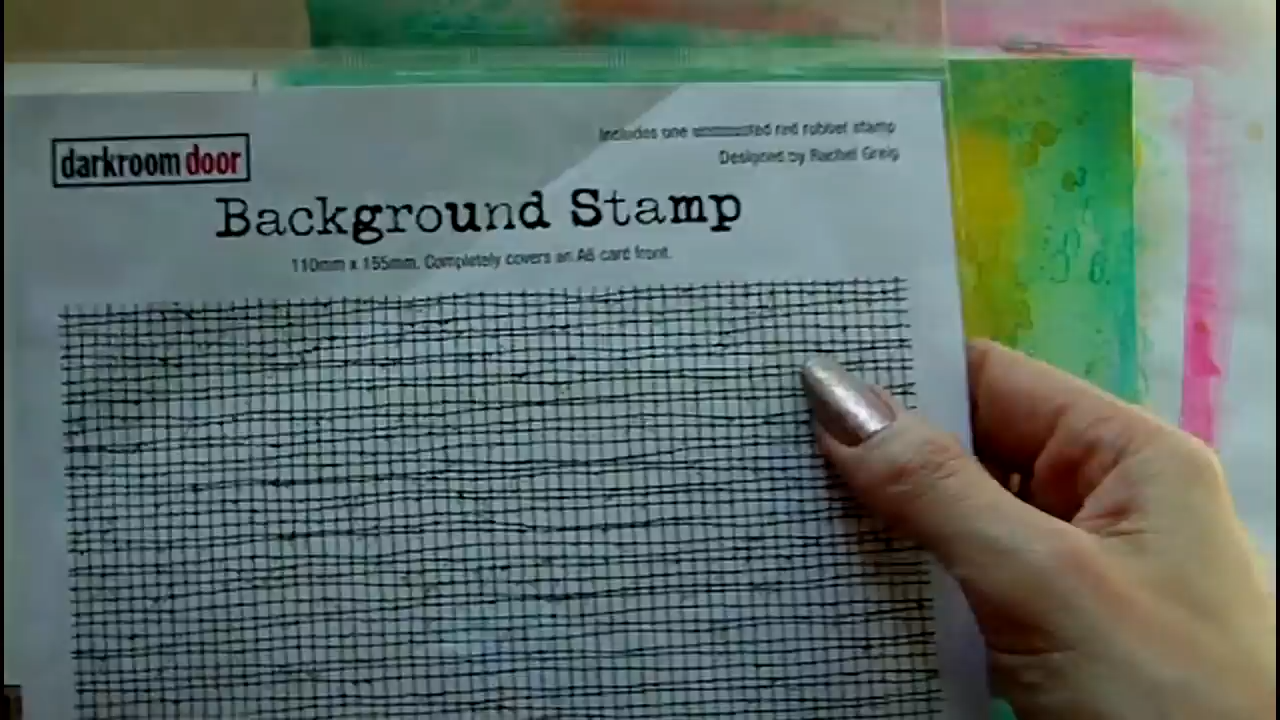 Includes one unmounted red rubber stamp
darkroom door
Designed by Rachel Greig
Background Stamp
110mm x 155mm. Completely covers an A6 card front.